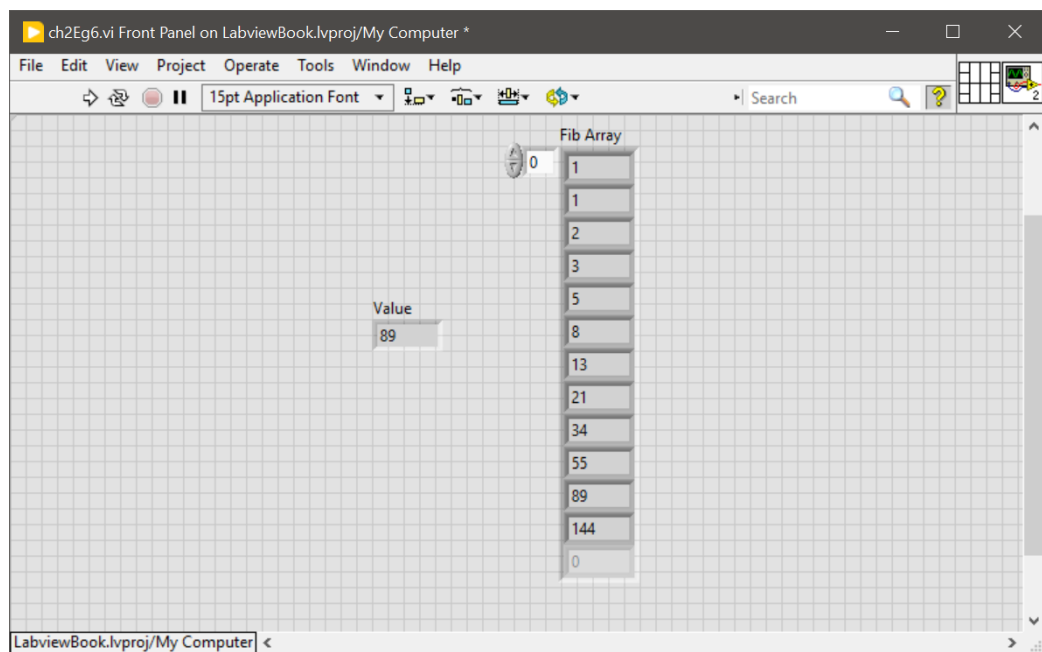 ch2Eg6.vi Front Panel on LabviewBook.lvproj/My Computer *
File Edit View Project Operate Tools Window Help
15pt Application Font Search ? 2
Fib Array
0
1
1
2
3
5
Value
89
8
13
21
34
55
89
144
0
LabviewBook.lvproj/My Computer